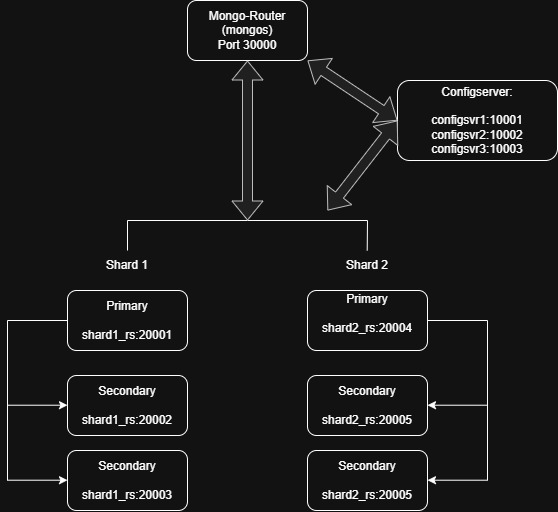 Mongo-Router
(mongos)
Port 30000
Configserver:
configsvr1:10001
configsvr2:10002
configsvr3:10003
Shard 1
Shard 2
Primary
shard1_rs:20001
Primary
shard2_rs:20004
Secondary
shard1_rs:20002
Secondary
shard2_rs:20005
Secondary
shard1_rs:20003
Secondary
shard2_rs:20005